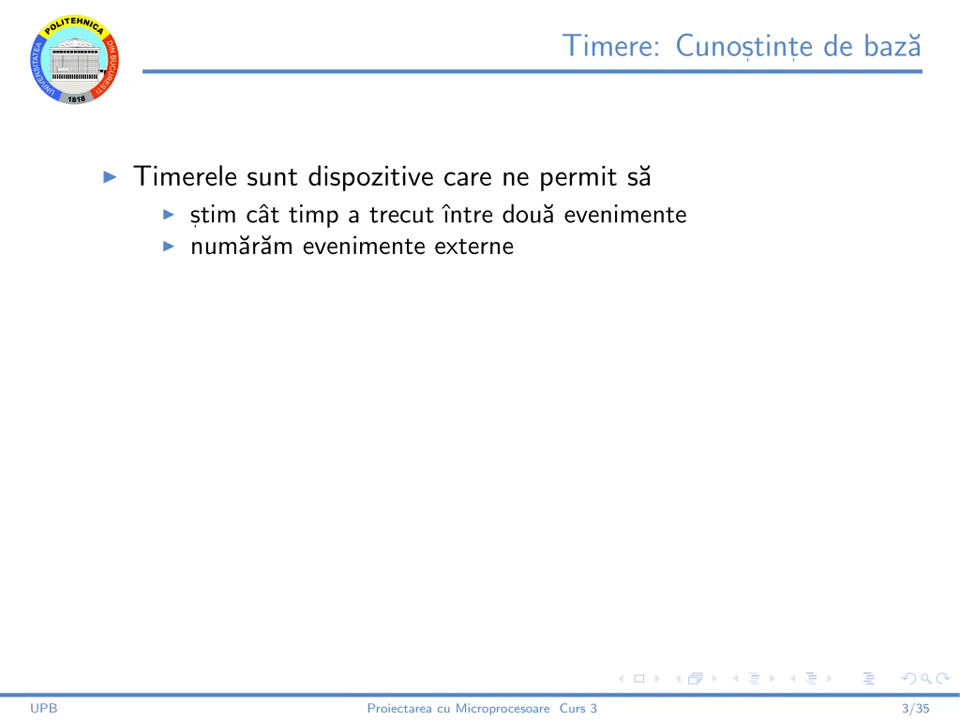 POLITEHNICA
UNIVERSITATEA
DIN BUCURESTI
1818
Timere: Cunoștințe de bază
Timerele sunt dispozitive care ne permit să
știm cât timp a trecut între două evenimente
numărăm evenimente externe
UPB
Proiectarea cu Microprocesoare Curs 3
3/35